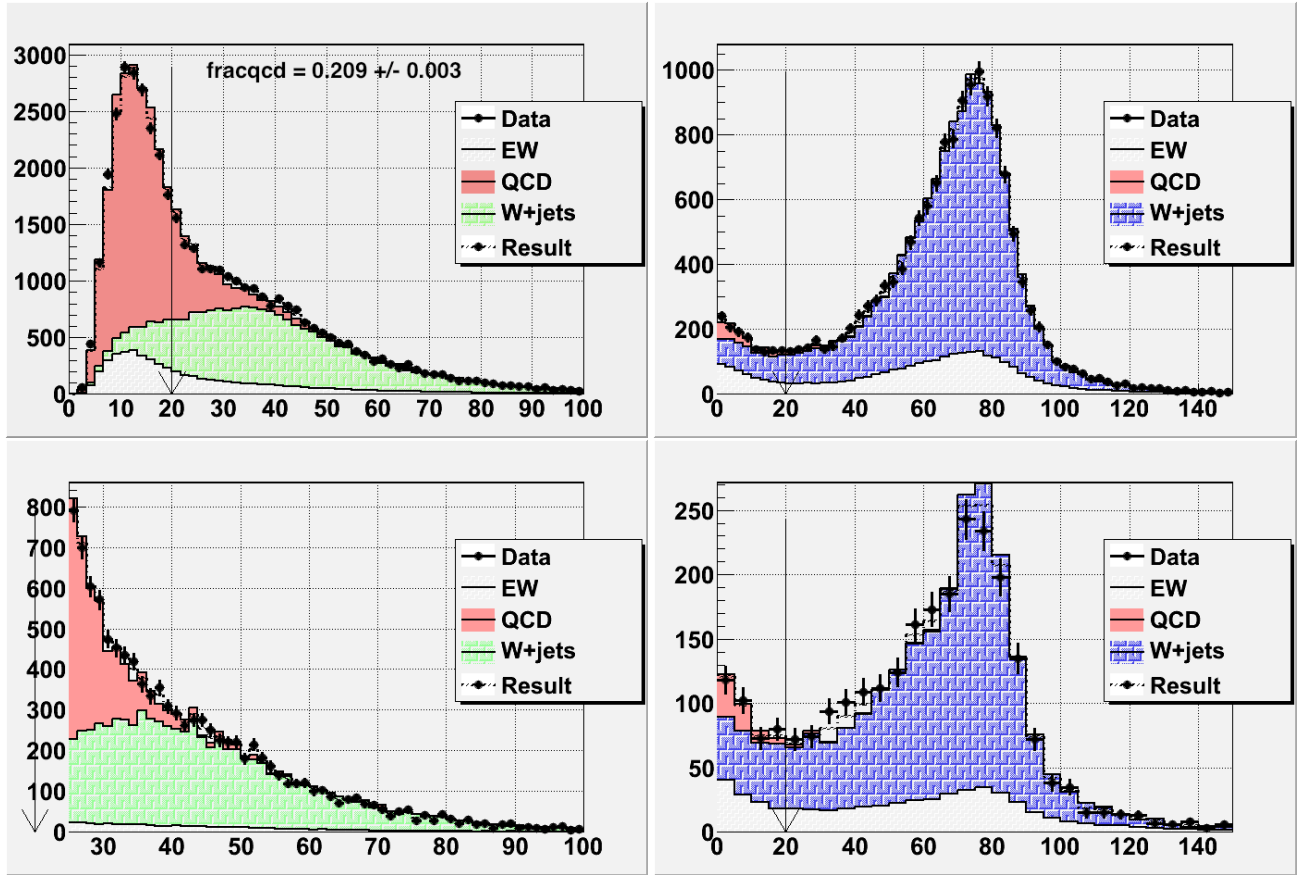 fracqcd = 0.209 +/- 0.003
3000
2500
2000
1500
1000
500
0
0 10 20 30 40 50 60 70 80 90 100
Data
EW
QCD
W+jets
Result
1000
800
600
400
200
0
0 20 40 60 80 100 120 140
Data
EW
QCD
W+jets
Result
800
700
600
500
400
300
200
100
0
30 40 50 60 70 80 90 100
Data
EW
QCD
W+jets
Result
250
200
150
100
50
0
0 20 40 60 80 100 120 140
Data
EW
QCD
W+jets
Result